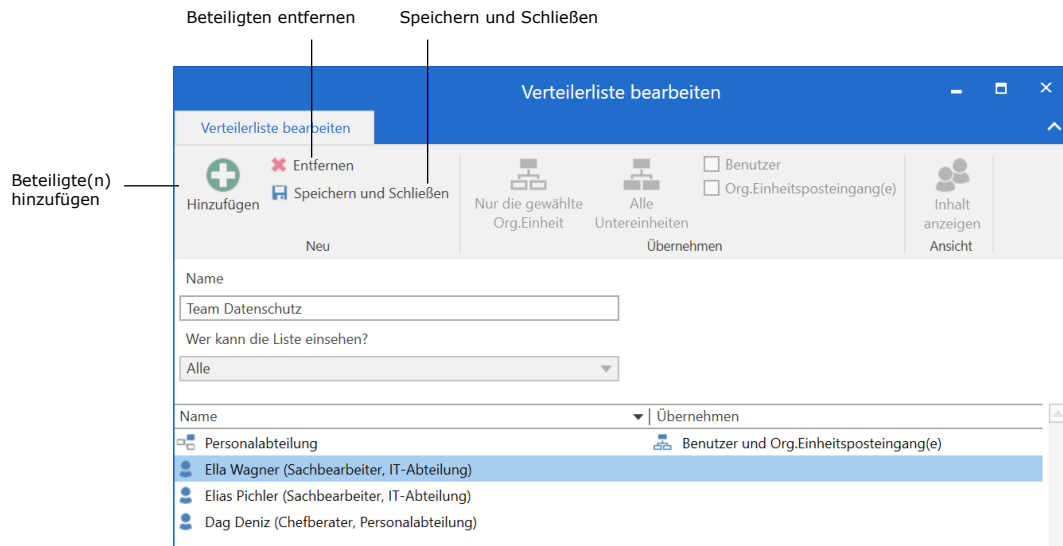 Beteiligten entfernen
Speichern und Schließen
Verteilerliste bearbeiten
Verteilerliste bearbeiten
Beteiligte(n)
hinzufügen
Hinzufügen
Entfernen
Speichern und Schließen
Neu
Nur die gewählte
Org.Einheit
Alle
Untereinheiten
Benutzer
Org.Einheitsposteingang(e)
Übernehmen
Inhalt
anzeigen
Ansicht
Name
Team Datenschutz
Wer kann die Liste einsehen?
Alle
Name
Übernehmen
Personalabteilung
Benutzer und Org.Einheitsposteingang(e)
Ella Wagner (Sachbearbeiter, IT-Abteilung)
Elias Pichler (Sachbearbeiter, IT-Abteilung)
Dag Deniz (Chefberater, Personalabteilung)